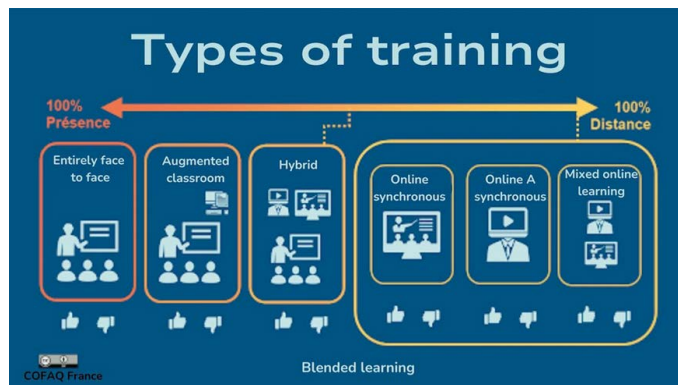 Types of training
100%
Présence
100%
Distance
Entirely face
to face
Augmented
classroom
Hybrid
Online
synchronous
Online A
synchronous
Mixed online
learning
Blended learning
COFAQ France